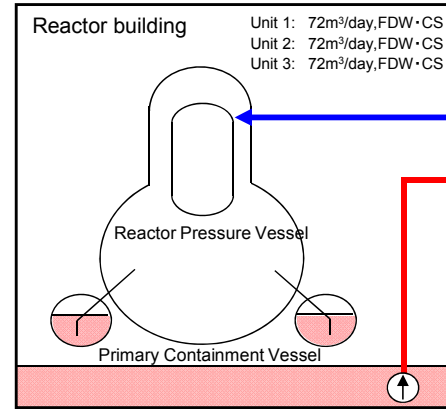 Reactor building
Unit 1: 72m³/day,FDW・CS
Unit 2: 72m³/day,FDW・CS
Unit 3: 72m³/day,FDW・CS
Reactor Pressure Vessel
Primary Containment Vessel